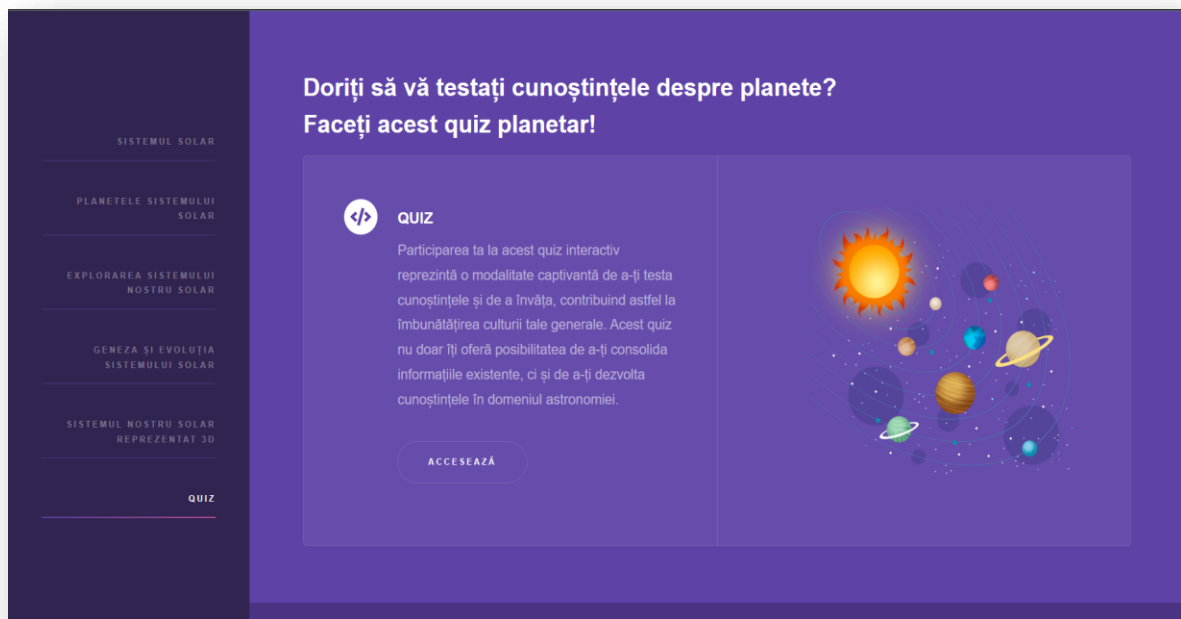 SISTEMUL SOLAR
PLANETELE SISTEMULUI
SOLAR
EXPLORAREA SISTEMULUI
NOSTRU SOLAR
GENEZA ȘI EVOLUȚIA
SISTEMULUI SOLAR
SISTEMUL NOSTRU SOLAR
REPREZENTAT 3D
QUIZ
Doriți să vă testați cunoștințele despre planete?
Faceți acest quiz planetar!
QUIZ
Participarea ta la acest quiz interactiv
reprezintă o modalitate captivantă de a-ți testa
cunoștințele și de a învăța, contribuind astfel la
îmbunătățirea culturii tale generale. Acest quiz
nu doar îți oferă posibilitatea de a-ți consolida
informațiile existente, ci și de a-ți dezvolta
cunoștințele în domeniul astronomiei.
ACCESEAZĂ